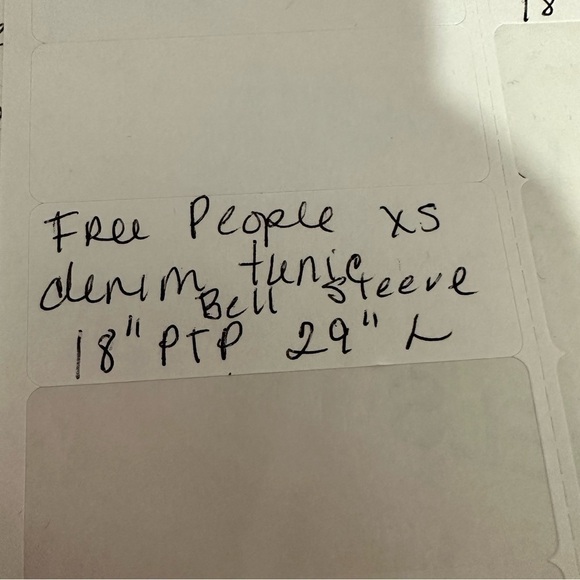 18
Free People XS
denim tunic
Bell Sleeve
18" PTP 29" L